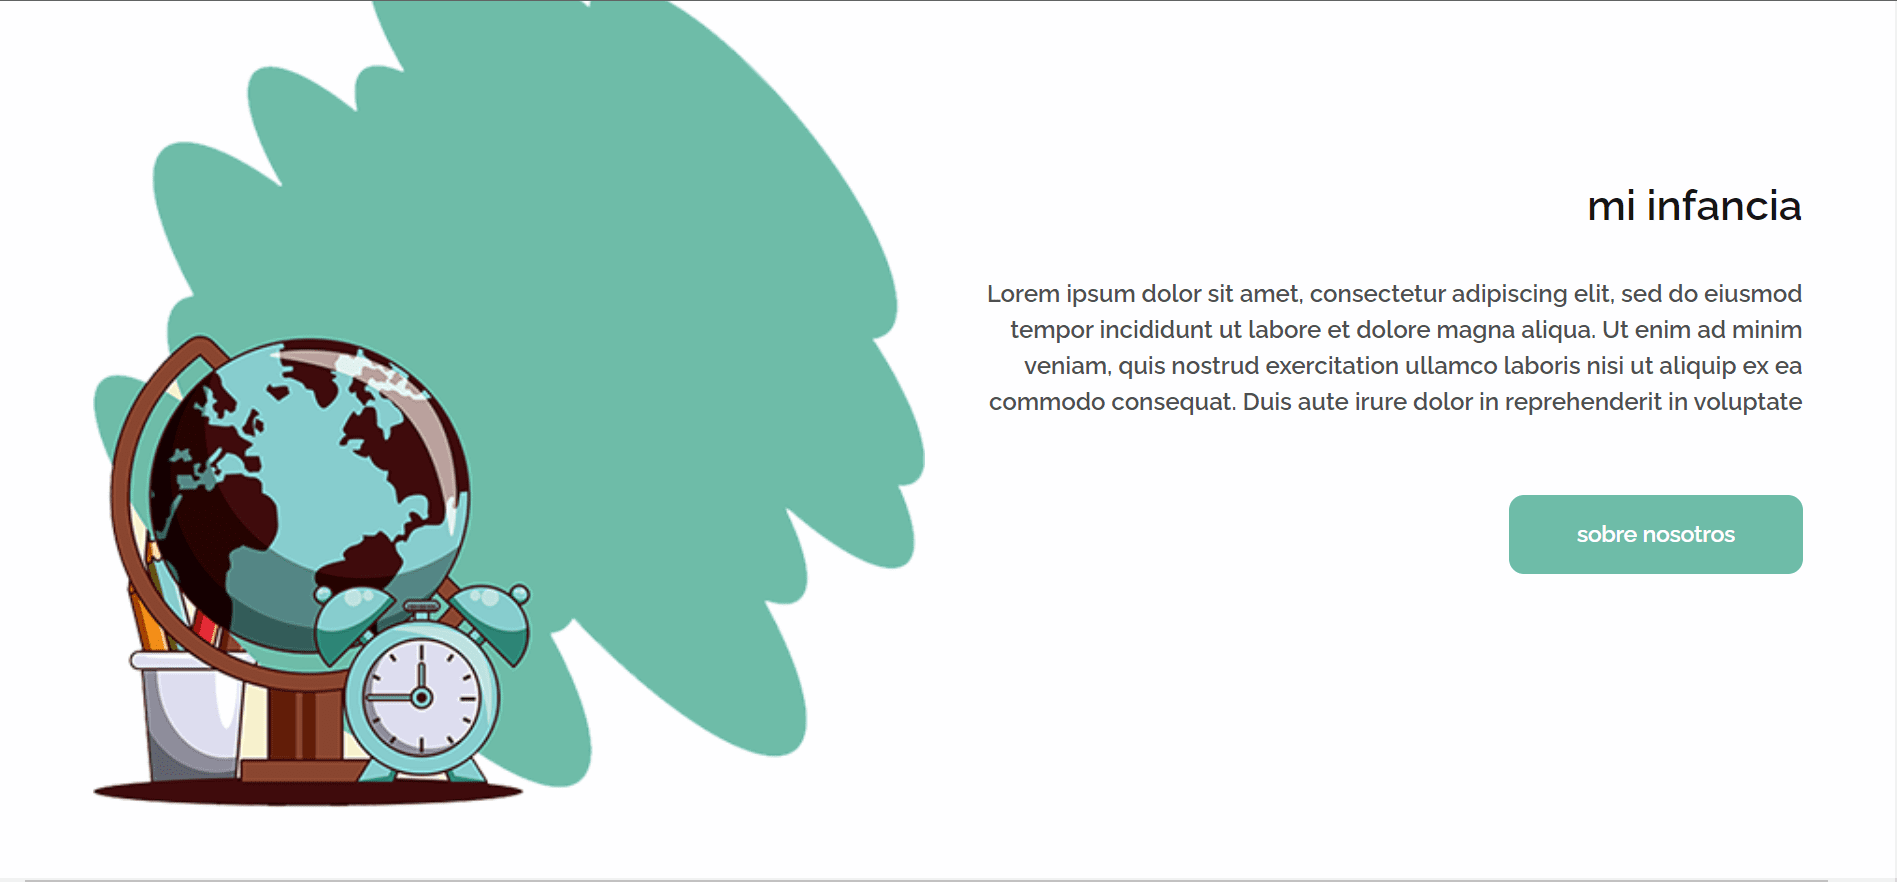 mi infancia
Lorem ipsum dolor sit amet, consectetur adipiscing elit, sed do eiusmod
tempor incididunt ut labore et dolore magna aliqua. Ut enim ad minim
veniam, quis nostrud exercitation ullamco laboris nisi ut aliquip ex ea
commodo consequat. Duis aute irure dolor in reprehenderit in voluptate
sobre nosotros